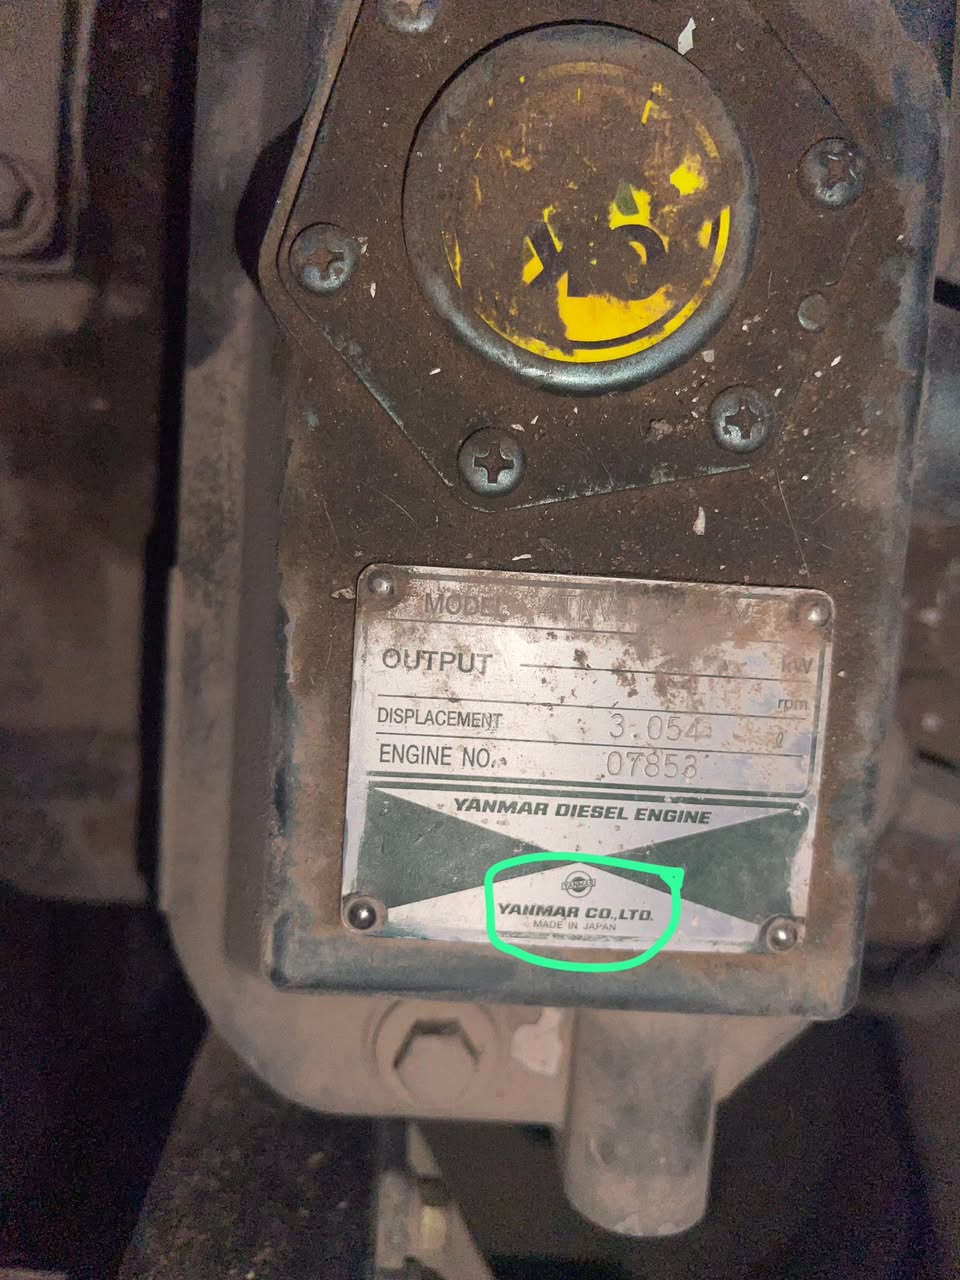 MODEL
OUTPUT kW
rpm
DISPLACEMENT 3.054 ℓ
ENGINE NO. 07853
YANMAR DIESEL ENGINE
YANMAR
YANMAR CO.,LTD.
MADE IN JAPAN